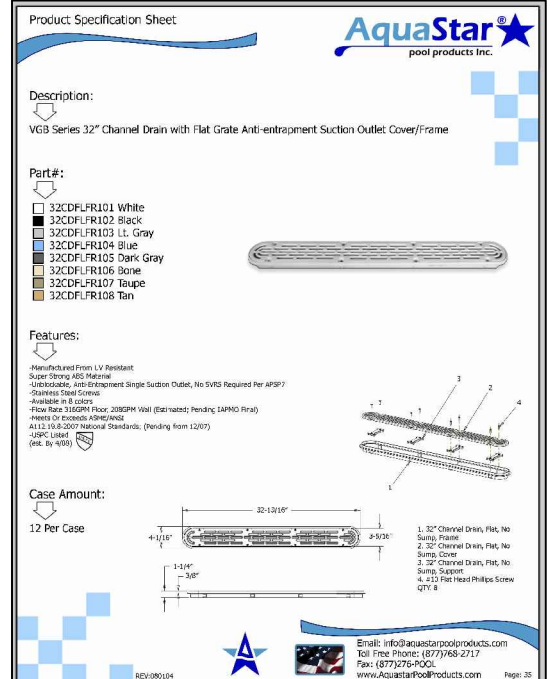 Product Specification Sheet
AquaStar
pool products Inc.
Description:
VGB Series 32" Channel Drain with Flat Grate Anti-entrapment Suction Outlet Cover/Frame
Part#:
32CDFLFR101 White
32CDFLFR102 Black
32CDFLFR103 Lt. Gray
32CDFLFR104 Blue
32CDFLFR105 Dark Gray
32CDFLFR106 Bone
32CDFLFR107 Taupe
32CDFLFR108 Tan
Features:
-Manufactured From UV Resistant
Super Strong ABS Material
-Unblockable, Anti-Entrapment Single Suction Outlet, No SVRS Required Per APSP7
-Stainless Steel Screws
-Available in 8 colors
-Flow Rate 316GPM Floor, 208GPM Wall (Estimated; Pending IAPMO Final)
-Meets Or Exceeds ASME/ANSI
A112.19.8-2007 National Standards; (Pending from 12/07)
-USPC Listed
(est. By 4/08)
3
2
4
1
Case Amount:
12 Per Case
32-13/16"
4-1/16"
3-5/16"
1-1/4"
3/8"
1. 32" Channel Drain, Flat, No
Sump, Frame
2. 32" Channel Drain, Flat, No
Sump, Cover
3. 32" Channel Drain, Flat, No
Sump, Support
4. #10 Flat Head Phillips Screw
QTY. 8
Email: info@aquastarpoolproducts.com
Toll Free Phone: (877)768-2717
Fax: (877)276-POOL
www.AquastarPoolProducts.com
Page: 35
REV:080104